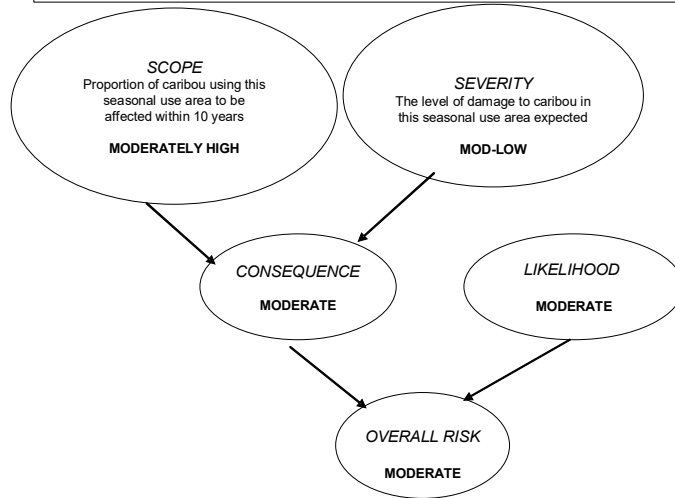 SCOPE
Proportion of caribou using this
seasonal use area to be
affected within 10 years
MODERATELY HIGH
SEVERITY
The level of damage to caribou in
this seasonal use area expected
MOD-LOW
CONSEQUENCE
MODERATE
LIKELIHOOD
MODERATE
OVERALL RISK
MODERATE